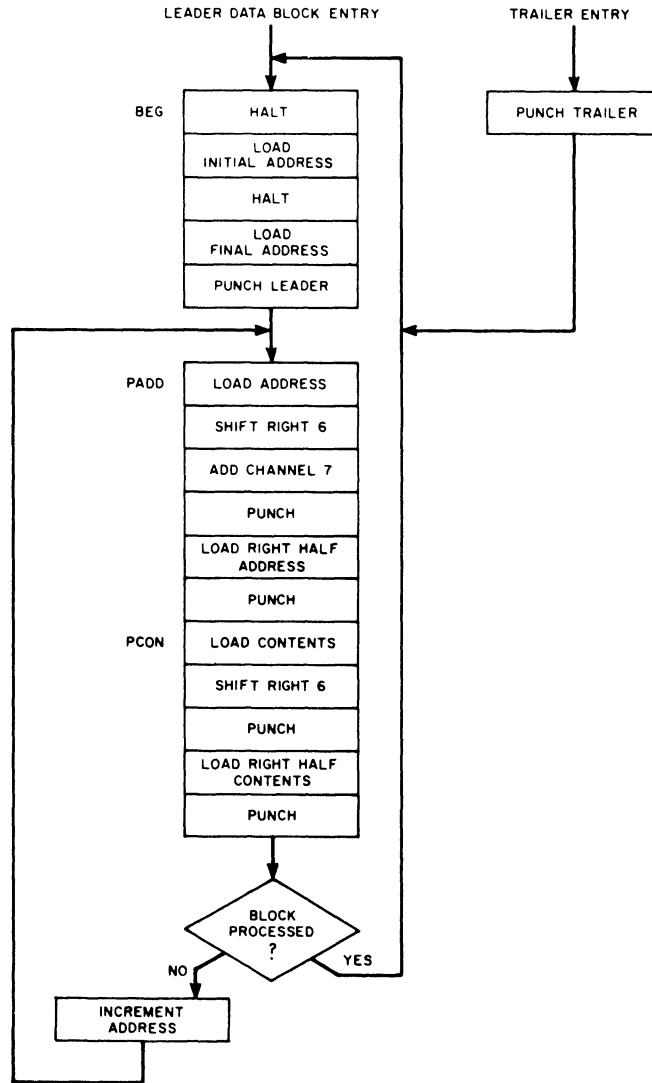 LEADER DATA BLOCK ENTRY
TRAILER ENTRY
BEG
HALT
PUNCH TRAILER
LOAD
INITIAL ADDRESS
HALT
LOAD
FINAL ADDRESS
PUNCH LEADER
PADD
LOAD ADDRESS
SHIFT RIGHT 6
ADD CHANNEL 7
PUNCH
LOAD RIGHT HALF
ADDRESS
PUNCH
PCON
LOAD CONTENTS
SHIFT RIGHT 6
PUNCH
LOAD RIGHT HALF
CONTENTS
PUNCH
BLOCK
PROCESSED
?
NO
YES
INCREMENT
ADDRESS